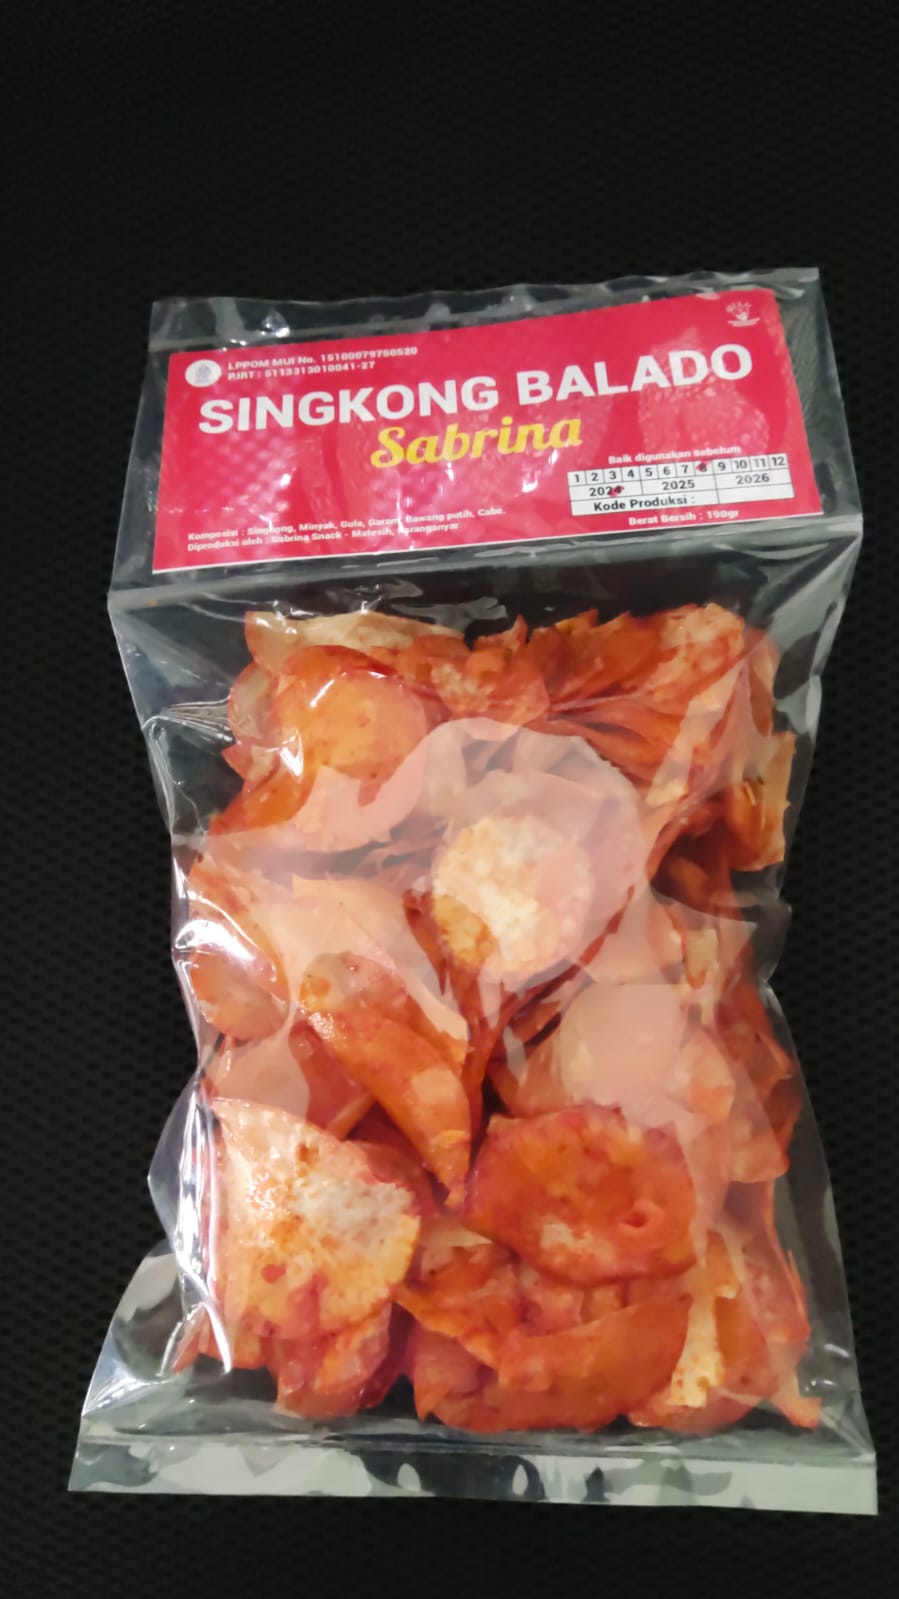 LPPOM MUI No. 15100079750520
P.IRT : 5113313010041-27
SINGKONG BALADO
Sabrina
Baik digunakan sebelum
1 2 3 4 5 6 7 8 9 10 11 12
2024 2025 2026
Kode Produksi :
Berat Bersih : 190gr
Komposisi : Singkong, Minyak, Gula, Garam, Bawang putih, Cabe.
Diproduksi oleh : Sabrina Snack - Matesih, Karanganyar